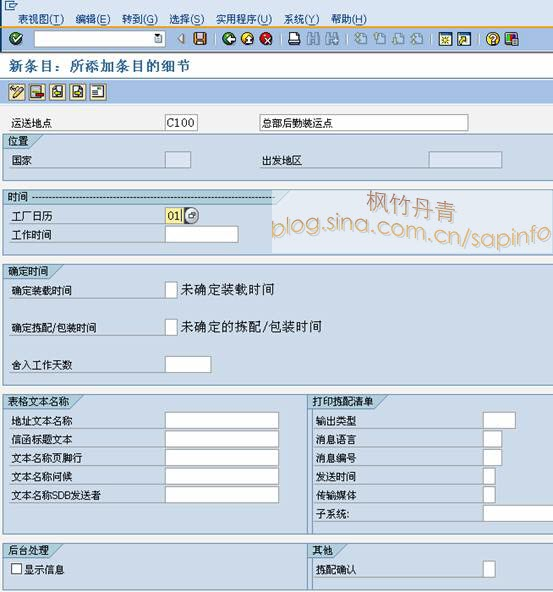 表视图(T) 编辑(E) 转到(G) 选择(S) 实用程序(U) 系统(Y) 帮助(H)
新条目: 所添加条目的细节
运送地点 C100 总部后勤装运点
位置
国家 出发地区
时间
工厂日历 01
工作时间
枫竹丹青
blog.sina.com.cn/sapinfo
确定时间
确定装载时间 未确定装载时间
确定拣配/包装时间 未确定的拣配/包装时间
舍入工作天数
表格文本名称
地址文本名称
信函标题文本
文本名称页脚行
文本名称问候
文本名称SDB发送者
打印拣配清单
输出类型
消息语言
消息编号
发送时间
传输媒体
子系统:
后台处理
显示信息
其他
拣配确认